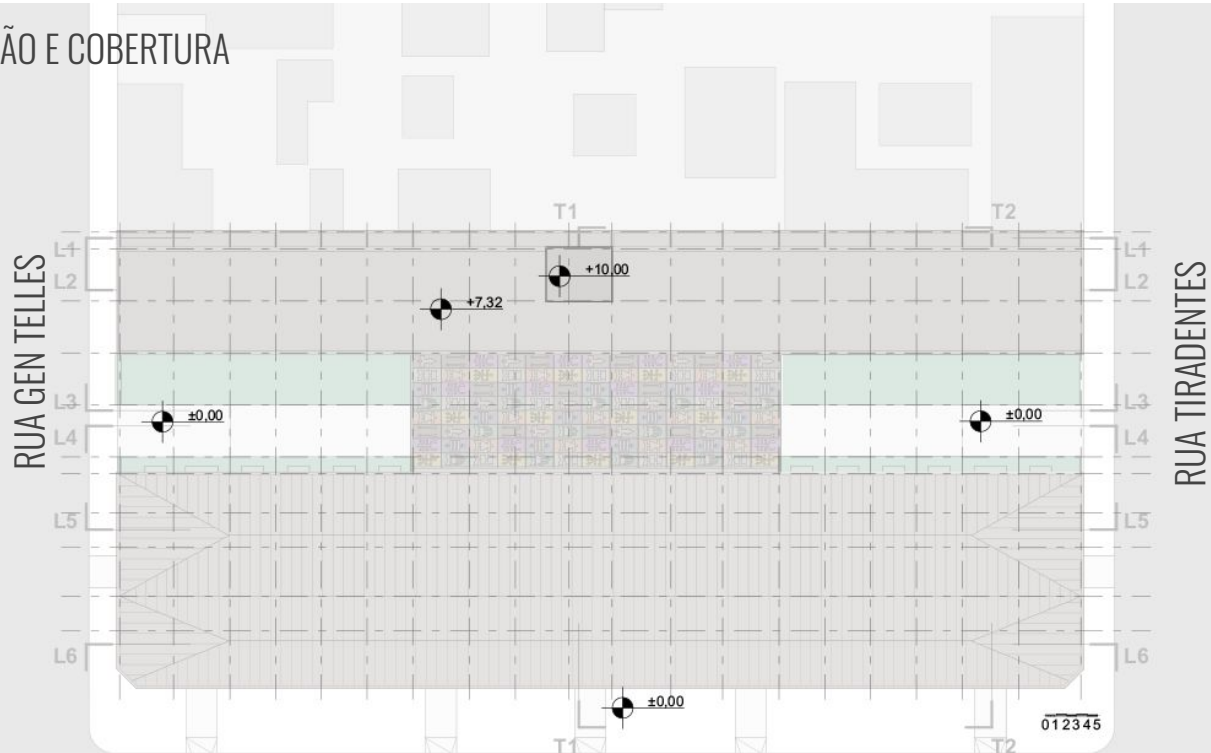 ÃO E COBERTURA
T1
T2
L1
L1
L2
L2
+10,00
+7,32
RUA GEN TELLES
RUA TIRADENTES
L3
L3
±0,00
±0,00
L4
L4
L5
L5
L6
L6
±0,00
012345
T1
T2